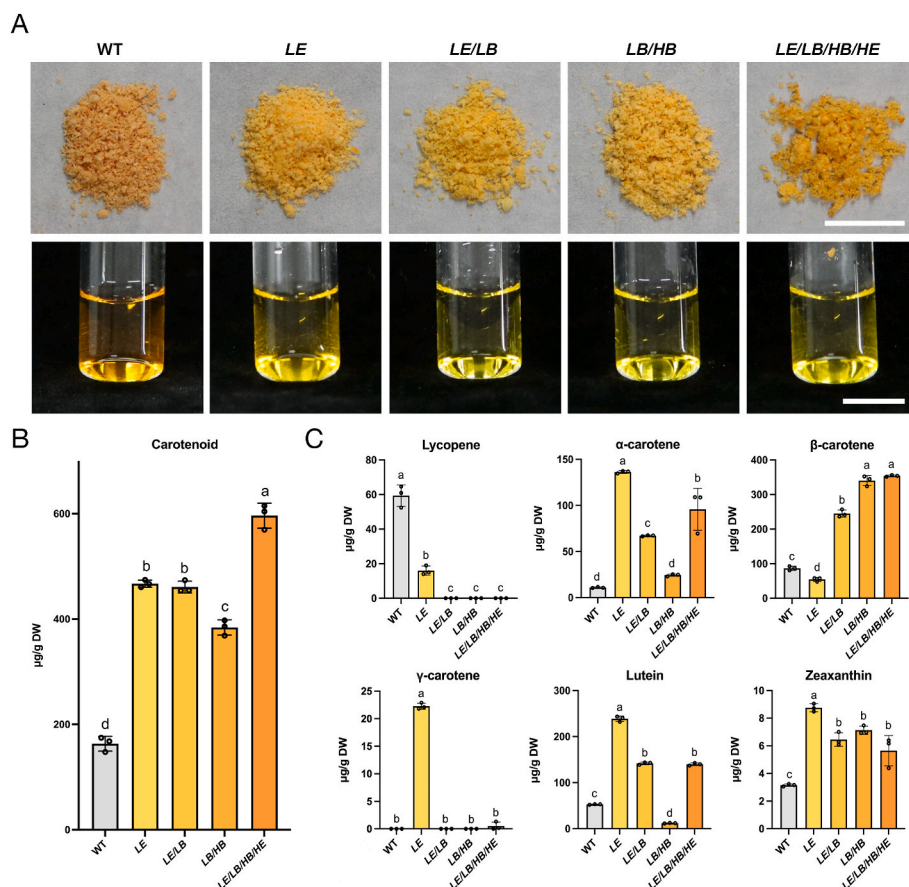 A
WT LE LE/LB LB/HB LE/LB/HB/HE
B
Carotenoid
µg/g DW
600
400
200
0
a
b b
c
d
WT LE LE/LB LB/HB LE/LB/HB/HE
C
Lycopene
µg/g DW
80
60
40
20
0
a
b
c c c
WT LE LE/LB LB/HB LE/LB/HB/HE
α-carotene
µg/g DW
150
100
50
0
d a c d b
WT LE LE/LB LB/HB LE/LB/HB/HE
β-carotene
µg/g DW
400
300
200
100
0
c d b a a
WT LE LE/LB LB/HB LE/LB/HB/HE
γ-carotene
µg/g DW
25
20
15
10
5
0
b a b b b
WT LE LE/LB LB/HB LE/LB/HB/HE
Lutein
µg/g DW
300
200
100
0
c a b d b
WT LE LE/LB LB/HB LE/LB/HB/HE
Zeaxanthin
µg/g DW
10
8
6
4
2
0
c a b b b
WT LE LE/LB LB/HB LE/LB/HB/HE